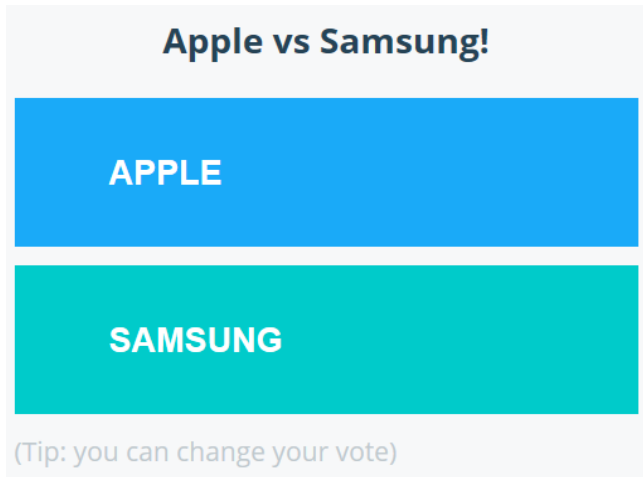 Apple vs Samsung!
APPLE
SAMSUNG
(Tip: you can change your vote)